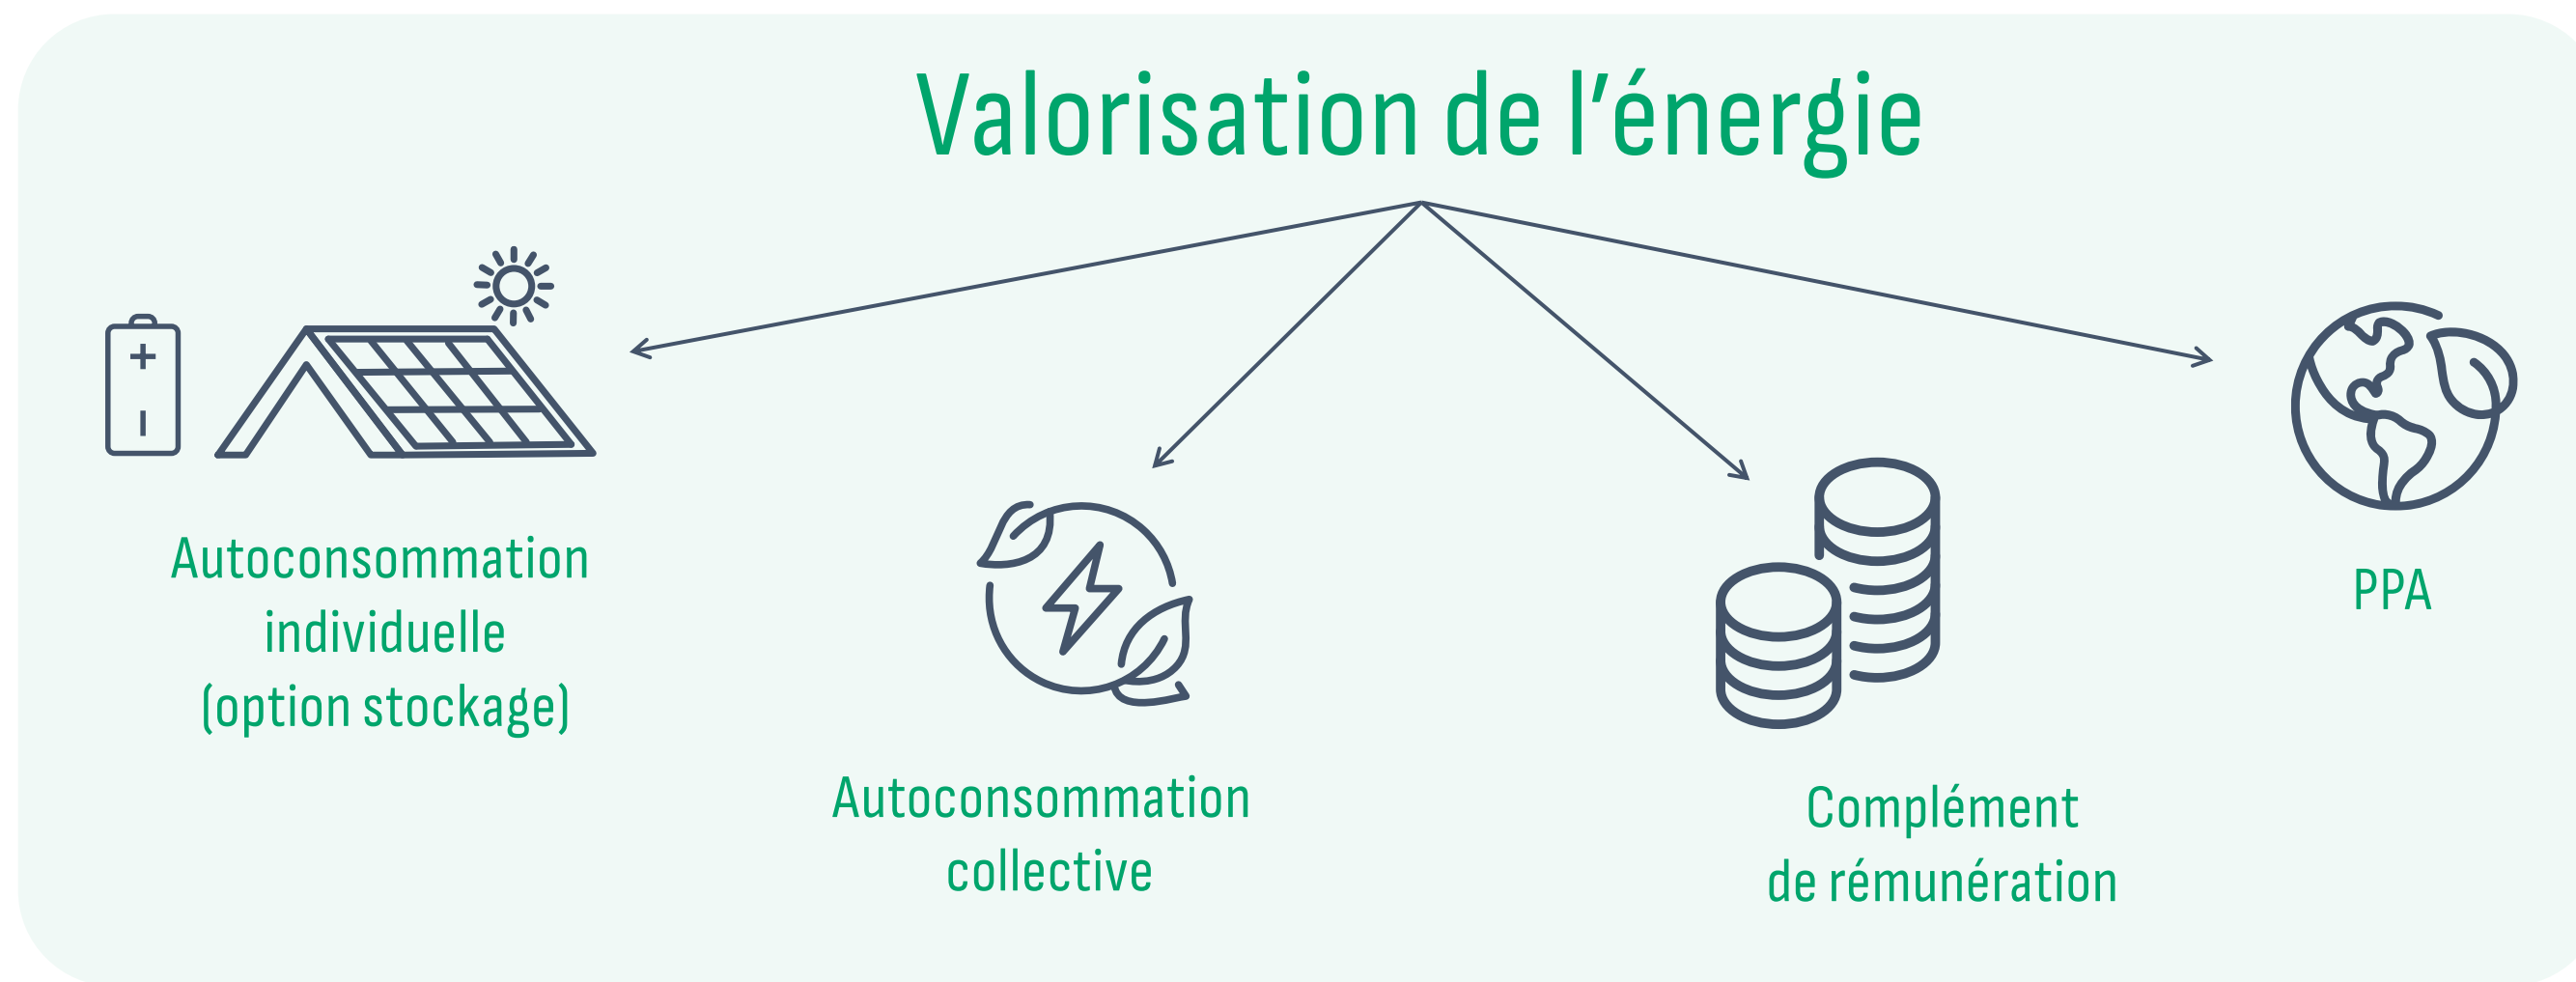 Valorisation de l’énergie
Autoconsommation
individuelle
(option stockage)
Autoconsommation
collective
Complément
de rémunération
PPA